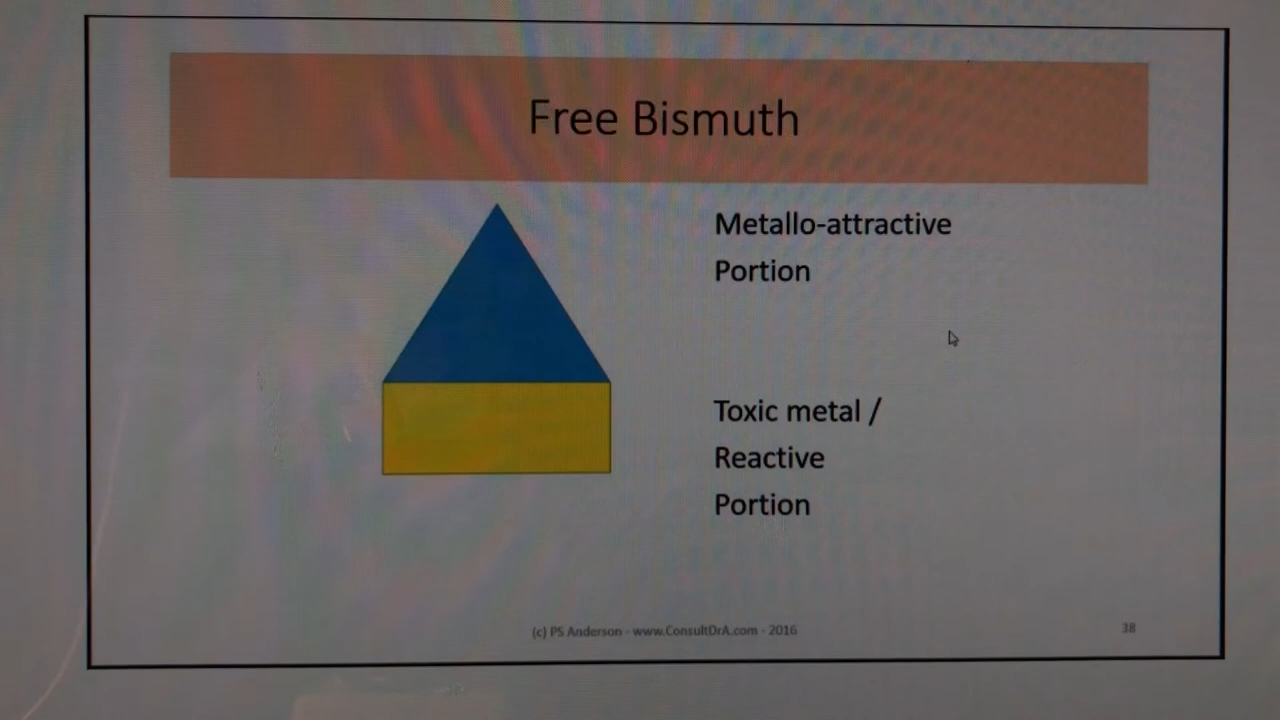 Free Bismuth
Metallo-attractive
Portion
Toxic metal /
Reactive
Portion
(c) PS Anderson - www.ConsultDrA.com - 2016
38